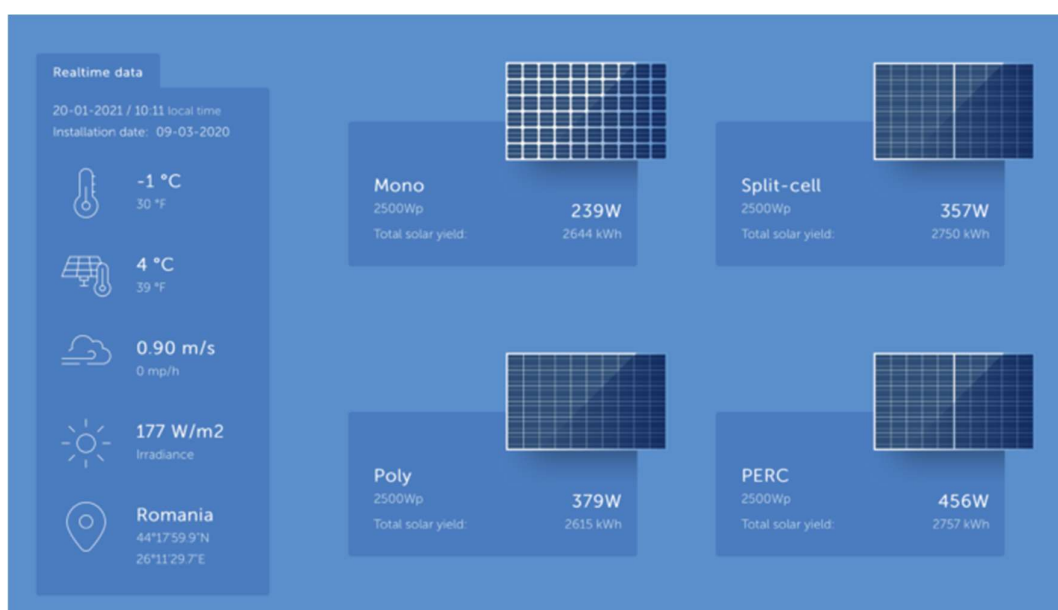 Realtime data
20-01-2021 / 10:11 local time
Installation date: 09-03-2020
-1 °C
30 °F
4 °C
39 °F
0.90 m/s
0 mp/h
177 W/m2
Irradiance
Romania
44°17'59.9"N
26°11'29.7"E
Mono
2500Wp
239W
Total solar yield:
2644 kWh
Split-cell
2500Wp
357W
Total solar yield:
2750 kWh
Poly
2500Wp
379W
Total solar yield:
2615 kWh
PERC
2500Wp
456W
Total solar yield:
2757 kWh